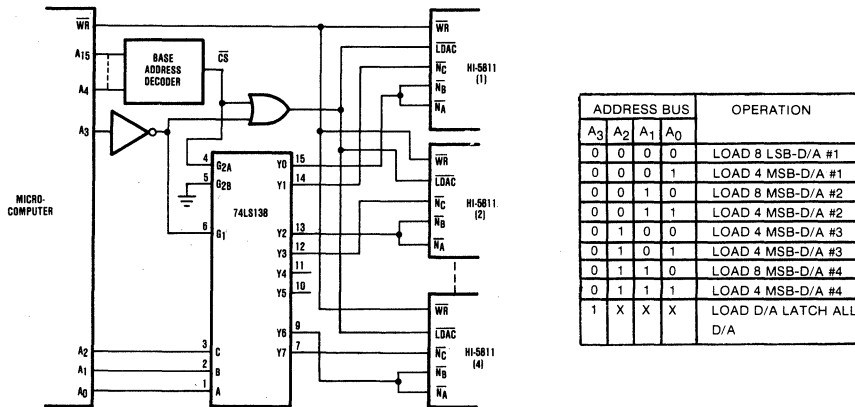 WR
A15
A4
BASE
ADDRESS
DECODER
CS
A3
MICRO-
COMPUTER
A2
A1
A0
4 G2A
5 G2B
6 G1
74LS138
3 C
2 B
1 A
Y0 15
Y1 14
Y2 13
Y3 12
Y4 11
Y5 10
Y6 9
Y7 7
WR
LDAC
NC
NB
NA
HI-5811
(1)
WR
LDAC
NC
NB
NA
HI-5811
(2)
WR
LDAC
NC
NB
NA
HI-5811
(4)
ADDRESS BUS OPERATION
A3 A2 A1 A0
0 0 0 0 LOAD 8 LSB-D/A #1
0 0 0 1 LOAD 4 MSB-D/A #1
0 0 1 0 LOAD 8 MSB-D/A #2
0 0 1 1 LOAD 4 MSB-D/A #2
0 1 0 0 LOAD 4 MSB-D/A #3
0 1 0 1 LOAD 4 MSB-D/A #3
0 1 1 0 LOAD 8 MSB-D/A #4
0 1 1 1 LOAD 4 MSB-D/A #4
1 X X X LOAD D/A LATCH ALL
D/A